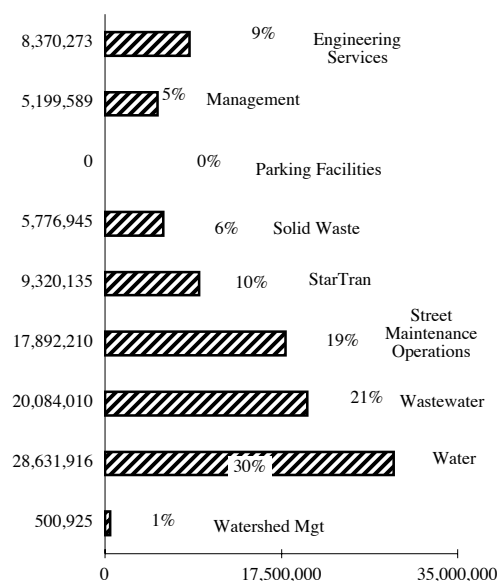 8,370,273 9% Engineering
Services
5,199,589 5% Management
0 0% Parking Facilities
5,776,945 6% Solid Waste
9,320,135 10% StarTran
17,892,210 19% Street
Maintenance
Operations
20,084,010 21% Wastewater
28,631,916 30% Water
500,925 1% Watershed Mgt
0 17,500,000 35,000,000